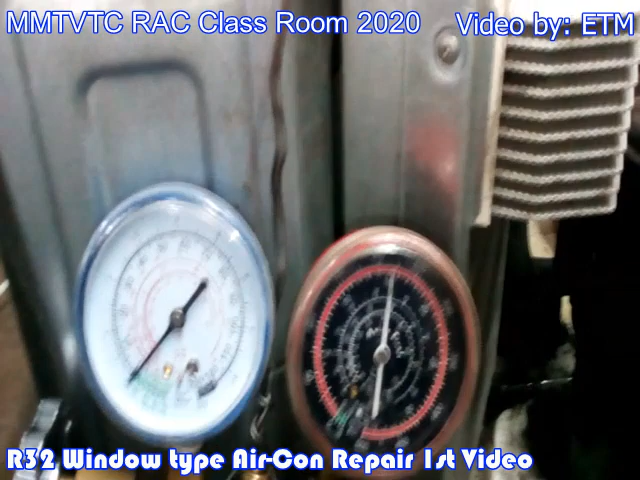 MMTVTC RAC Class Room 2020 Video by: ETM
R32 Window type Air-Con Repair 1st Video